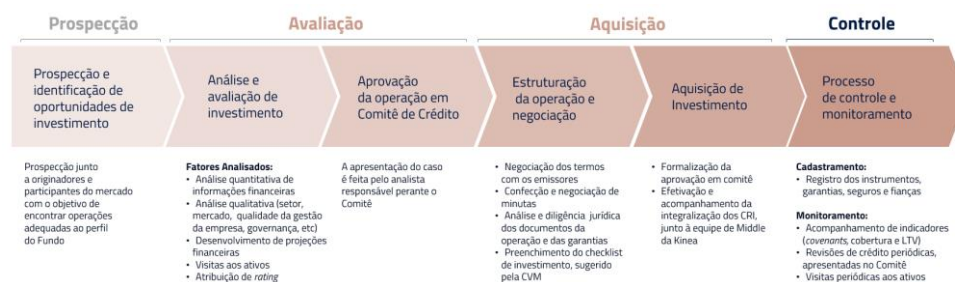 Prospecção
Avaliação
Aquisição
Controle
Prospecção e
identificação de
oportunidades de
investimento
Análise e
avaliação de
investimento
Aprovação
da operação em
Comitê de Crédito
Estruturação
da operação e
negociação
Aquisição de
Investimento
Processo
de controle e
monitoramento
Prospecção junto
a originadores e
participantes do mercado
com o objetivo de
encontrar operações
adequadas ao perfil
do Fundo
Fatores Analisados:
• Análise quantitativa de
informações financeiras
• Análise qualitativa (setor,
mercado, qualidade da gestão
da empresa, governança, etc)
• Desenvolvimento de projeções
financeiras
• Visitas aos ativos
• Atribuição de rating
A apresentação do caso
é feita pelo analista
responsável perante o
Comitê
• Negociação dos termos
com os emissores
• Confecção e negociação de
minutas
• Análise e diligência jurídica
dos documentos da
operação e das garantias
• Preenchimento do checklist
de investimento, sugerido
pela CVM
• Formalização da
aprovação em comitê
• Efetivação e
acompanhamento da
integralização dos CRI,
junto à equipe de Middle
da Kinea
Cadastramento:
• Registro dos instrumentos,
garantias, seguros e fianças
Monitoramento:
• Acompanhamento de indicadores
(covenants, cobertura e LTV)
• Revisões de crédito periódicas,
apresentadas no Comitê
• Visitas periódicas aos ativos